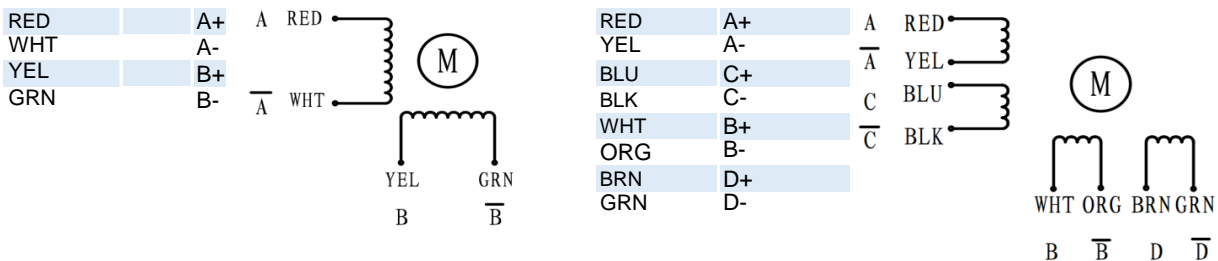 RED A+
WHT A-
YEL B+
GRN B-
A RED
A̅ WHT
M
YEL GRN
B B̅
RED A+
YEL A-
BLU C+
BLK C-
WHT B+
ORG B-
BRN D+
GRN D-
A RED
A̅ YEL
C BLU
C̅ BLK
M
WHT ORG BRN GRN
B B̅ D D̅